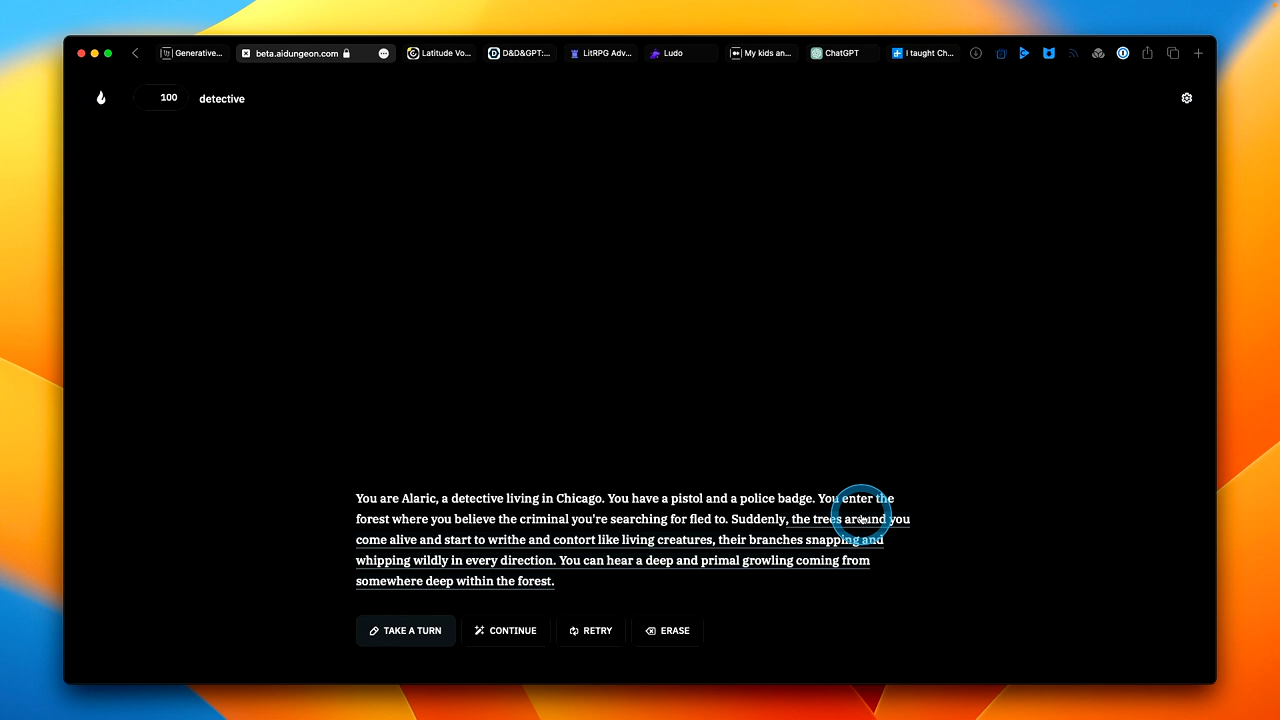 Generative...
beta.aidungeon.com
Latitude Vo...
D&D&GPT:...
LitRPG Adv...
Ludo
My kids an...
ChatGPT
I taught Ch...
100
detective
You are Alaric, a detective living in Chicago. You have a pistol and a police badge. You enter the
forest where you believe the criminal you're searching for fled to. Suddenly, the trees around you
come alive and start to writhe and contort like living creatures, their branches snapping and
whipping wildly in every direction. You can hear a deep and primal growling coming from
somewhere deep within the forest.
TAKE A TURN
CONTINUE
RETRY
ERASE